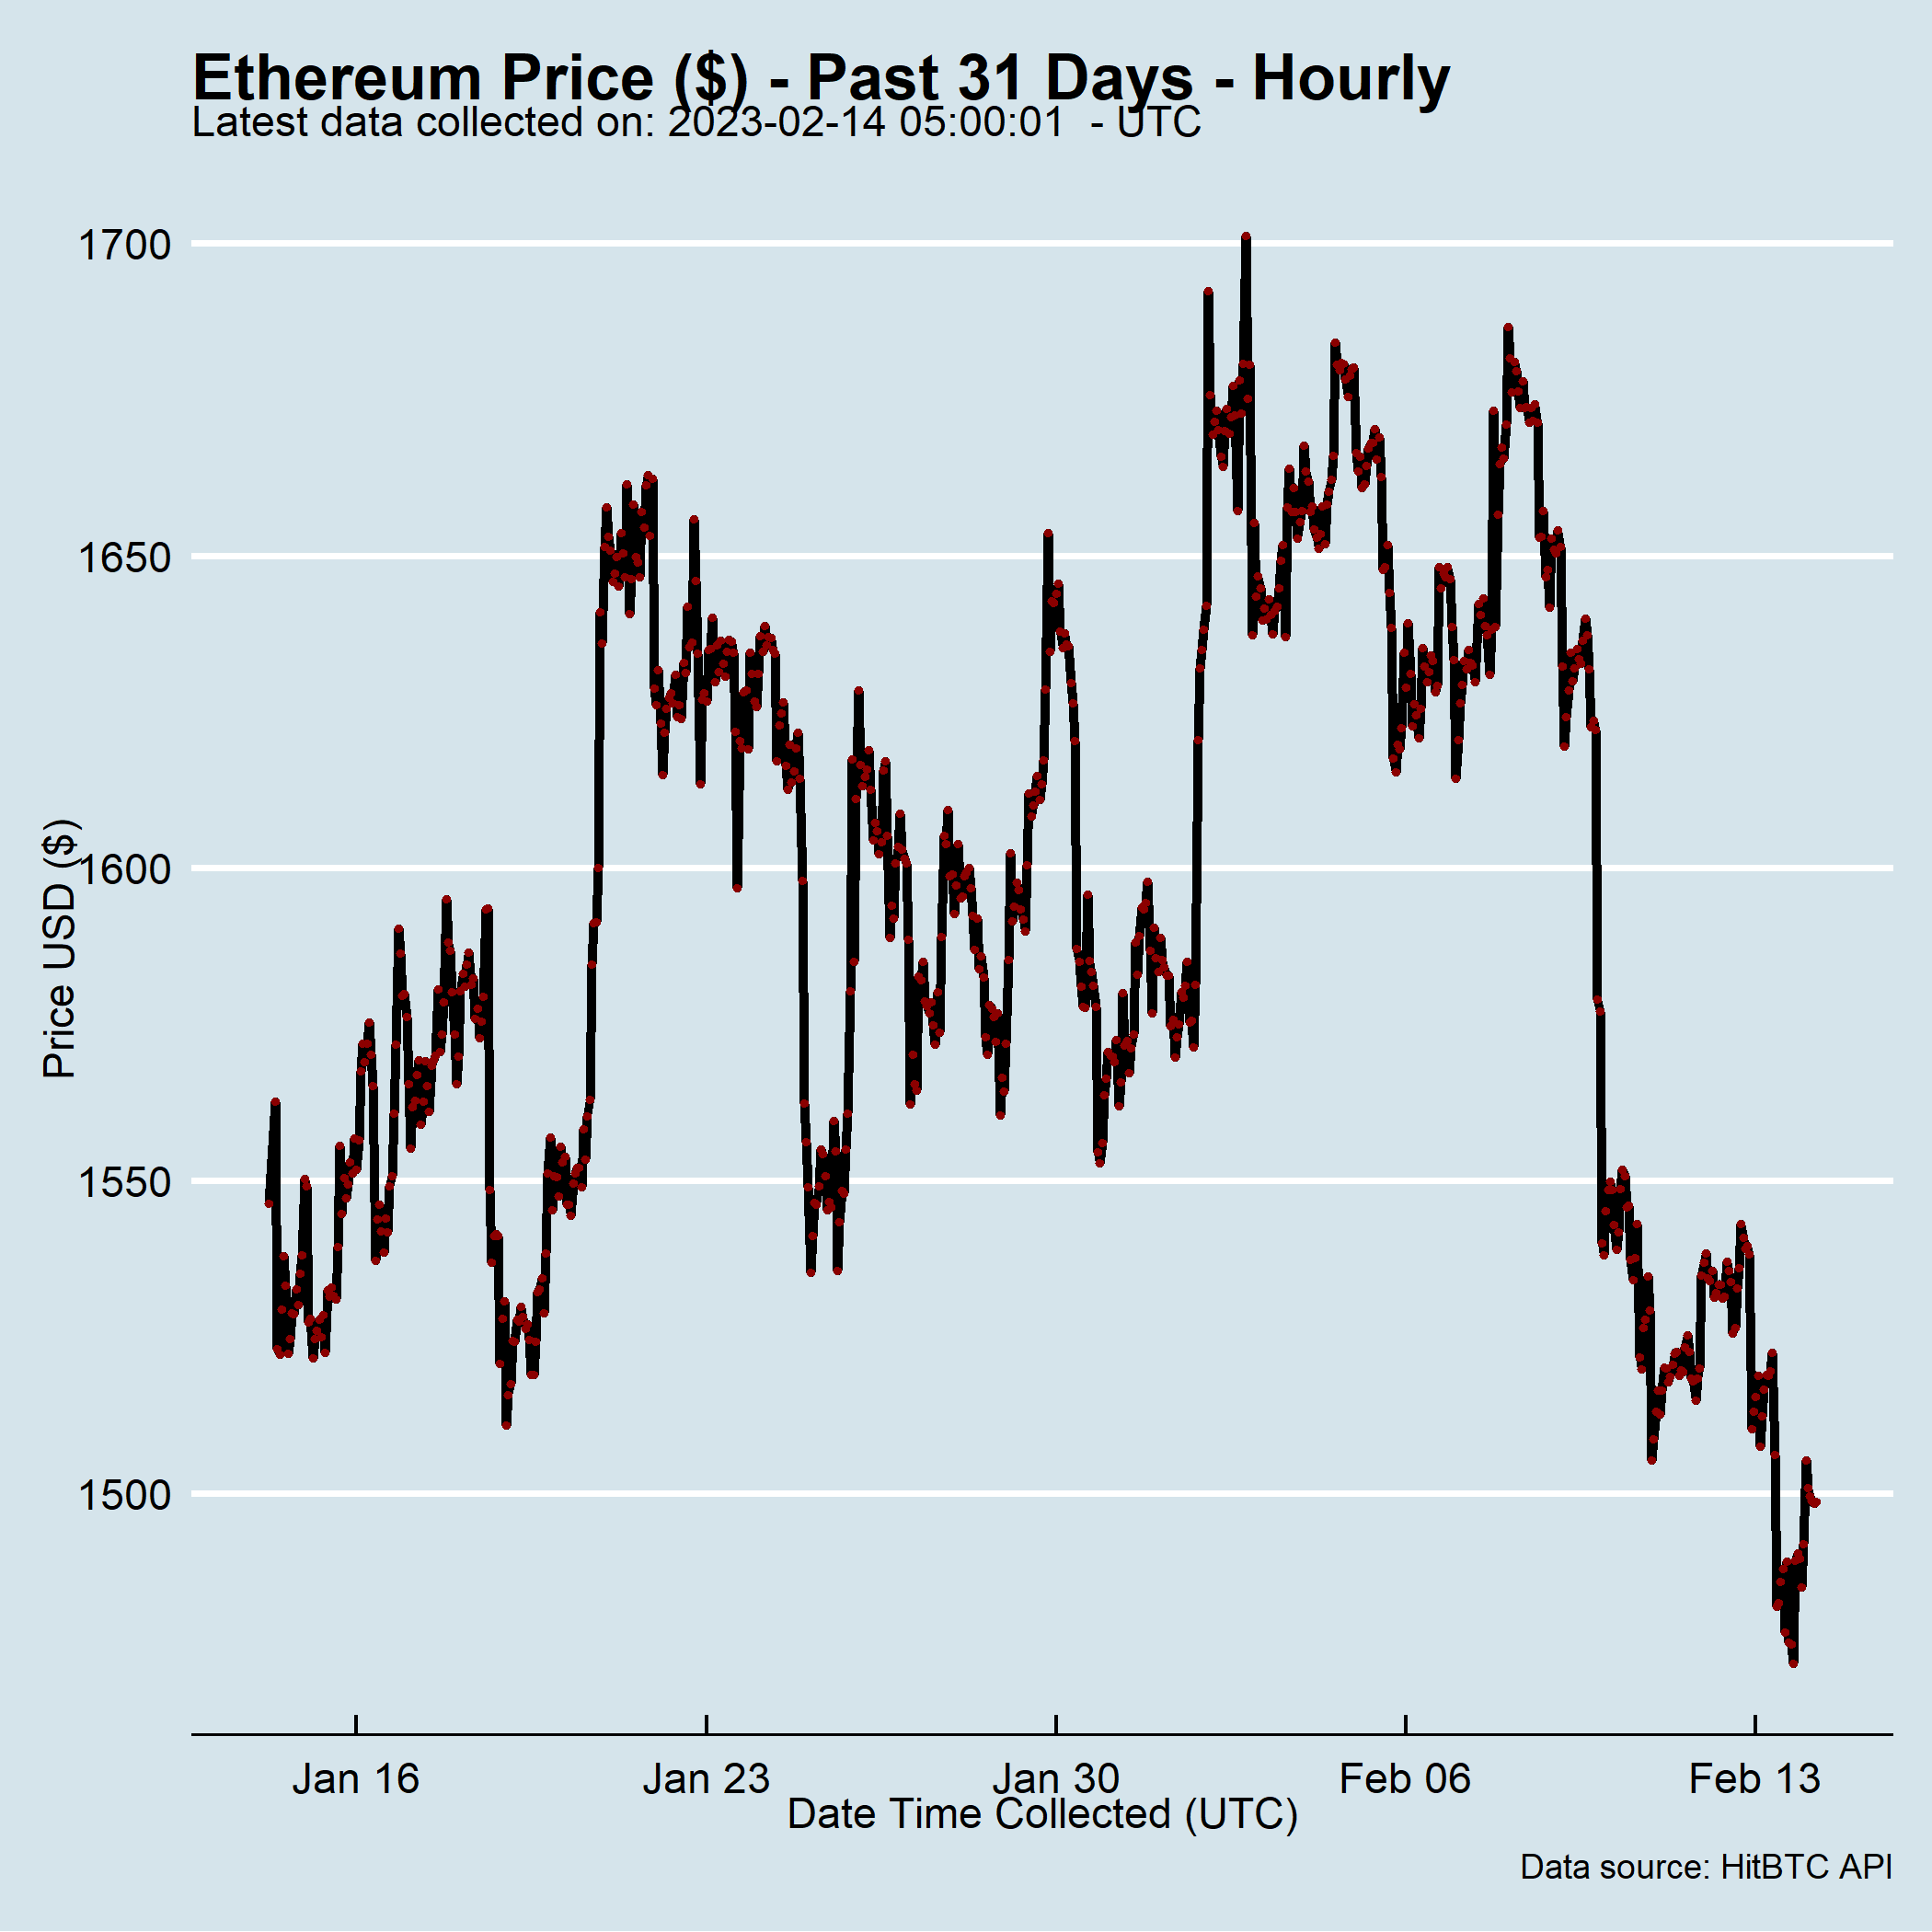 Ethereum Price ($) - Past 31 Days - Hourly
Latest data collected on: 2023-02-14 05:00:01  - UTC
1700
1650
1600
1550
1500
Price USD ($)
Jan 16
Jan 23
Jan 30
Feb 06
Feb 13
Date Time Collected (UTC)
Data source: HitBTC API